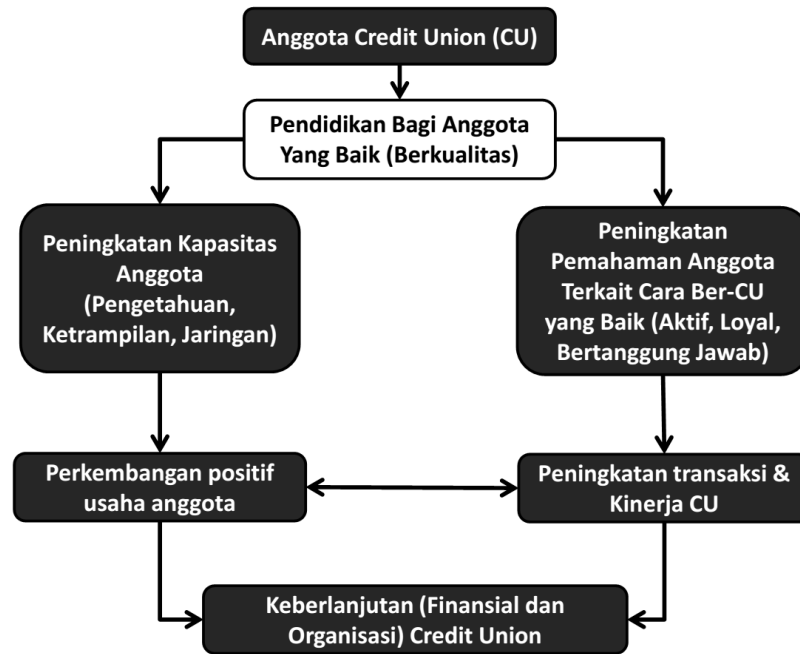 Anggota Credit Union (CU)
Pendidikan Bagi Anggota
Yang Baik (Berkualitas)
Peningkatan Kapasitas
Anggota
(Pengetahuan,
Ketrampilan, Jaringan)
Peningkatan
Pemahaman Anggota
Terkait Cara Ber-CU
yang Baik (Aktif, Loyal,
Bertanggung Jawab)
Perkembangan positif
usaha anggota
Peningkatan transaksi &
Kinerja CU
Keberlanjutan (Finansial dan
Organisasi) Credit Union